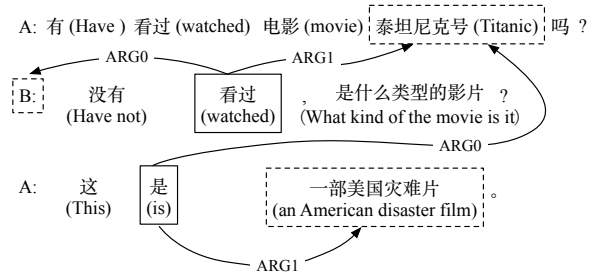 A: 有 (Have ) 看过 (watched) 电影 (movie) 泰坦尼克号 (Titanic) 吗 ?
ARG0 ARG1
B: 没有 看过 , 是什么类型的影片 ?
(Have not) (watched) (What kind of the movie is it)
ARG0
A: 这 是 一部美国灾难片 。
(This) (is) (an American disaster film)
ARG1